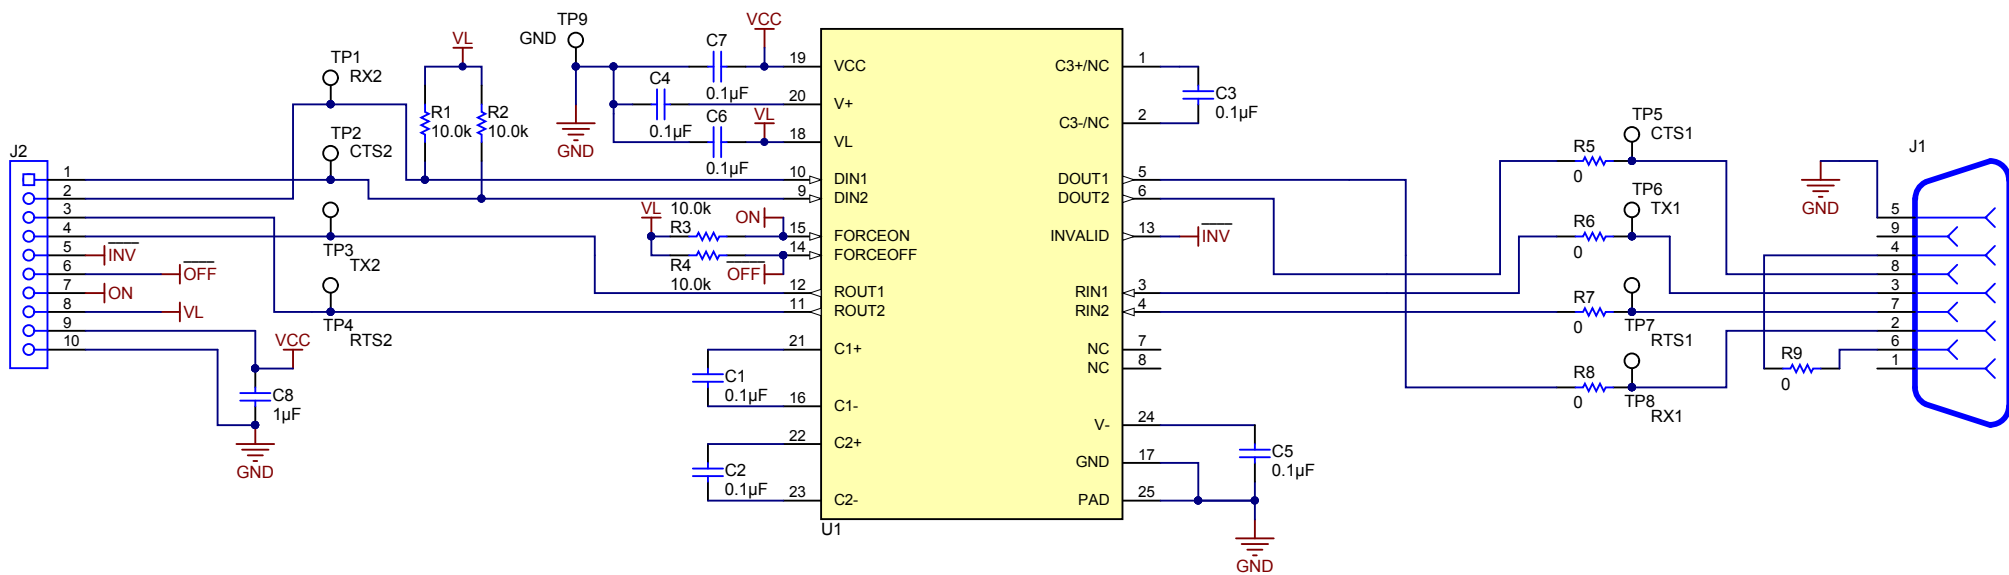 J2
1
2
3
4
5
6
7
8
9
10
INV
OFF
ON
VL
VCC
C8
1µF
GND
TP1
RX2
TP2
CTS2
TP3
TX2
TP4
RTS2
VL
R1
10.0k
R2
10.0k
TP9
GND
GND
C7
0.1µF
VCC
C4
0.1µF
C6
0.1µF
VL
VL
10.0k
R3
ON
R4
10.0k
OFF
C1
0.1µF
C2
0.1µF
19
20
18
10
9
15
14
12
11
21
16
22
23
VCC
V+
VL
DIN1
DIN2
FORCEON
FORCEOFF
ROUT1
ROUT2
C1+
C1-
C2+
C2-
U1
C3+/NC
C3-/NC
DOUT1
DOUT2
INVALID
RIN1
RIN2
NC
NC
V-
GND
PAD
1
2
5
6
13
3
4
7
8
24
17
25
C3
0.1µF
INV
C5
0.1µF
GND
R5
0
R6
0
R7
0
R8
0
TP5
CTS1
TP6
TX1
TP7
RTS1
TP8
RX1
R9
0
GND
J1
5
9
4
8
3
7
2
6
1